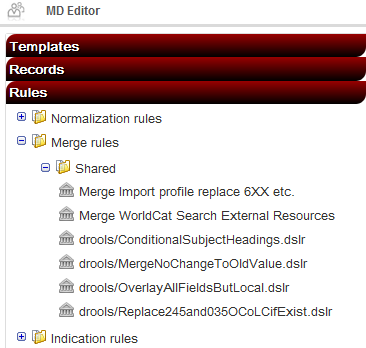 MD Editor
Templates
Records
Rules
Normalization rules
Merge rules
Shared
Merge Import profile replace 6XX etc.
Merge WorldCat Search External Resources
drools/ConditionalSubjectHeadings.dslr
drools/MergeNoChangeToOldValue.dslr
drools/OverlayAllFieldsButLocal.dslr
drools/Replace245and035OCoLCifExist.dslr
Indication rules